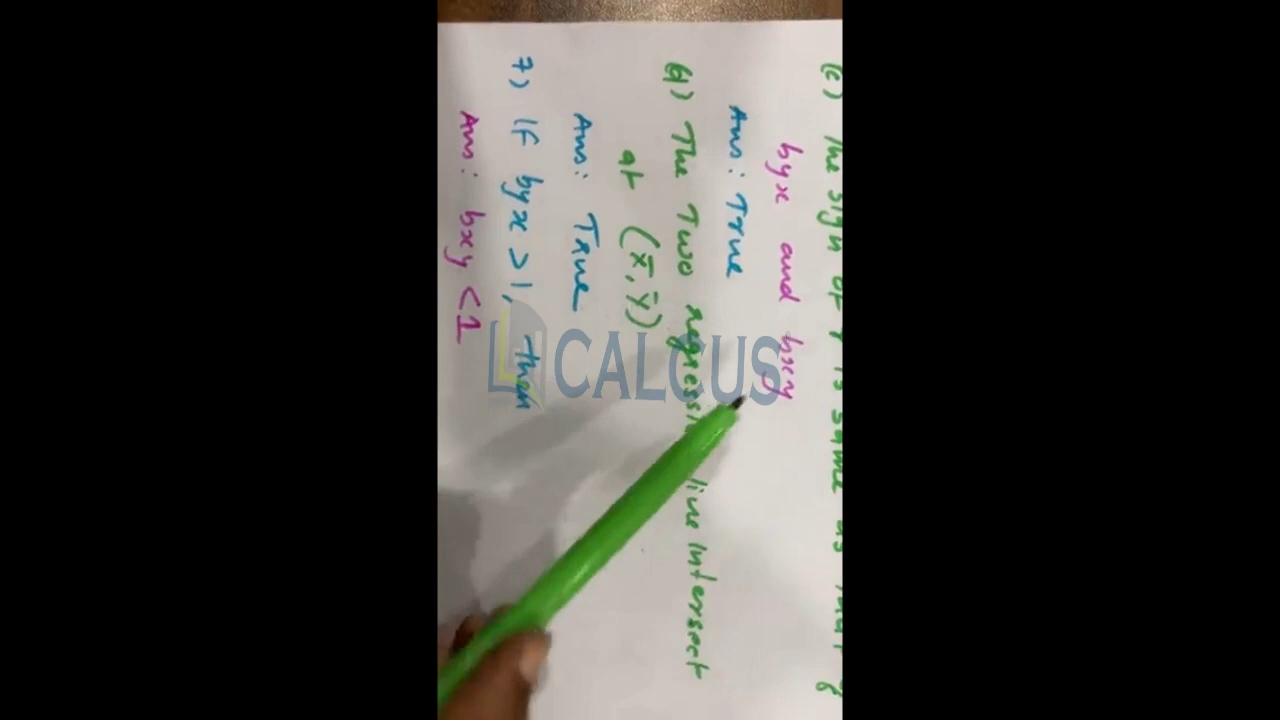 (c) The sign of r is same as that of
byx and bxy
Ans: True
6) The Two regression line intersect
at (x̄, ȳ)
Ans: True
7) If byx > 1, then
Ans: bxy < 1
CALCUS